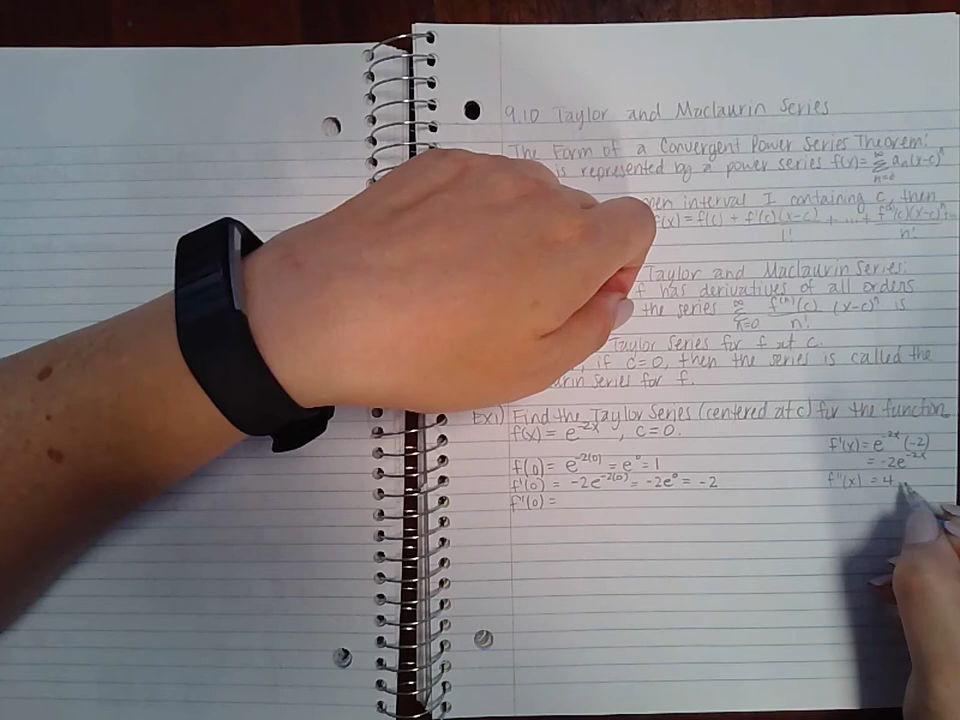 9.10 Taylor and Maclaurin Series
The Form of a Convergent Power Series Theorem:
is represented by a power series f(x) = ∞ Σ n=0 aₙ(x-c)ⁿ
interval I containing c, then
f(x) = f(c) + f'(c)(x-c)/1! + ... + f⁽ⁿ⁾(c)(x-c)ⁿ/n!
Taylor and Maclaurin Series:
f has derivatives of all orders
the series ∞ Σ n=0 f⁽ⁿ⁾(c)/n! (x-c)ⁿ is
Taylor Series for f at c.
if c=0, then the series is called the
Series for f.
Ex1) Find the Taylor Series (centered at c) for the function.
f(x) = e^-2x, c=0.
f'(x) = e^-2x (-2)
= -2e^-2x
f(0) = e^-2(0) = e⁰ = 1
f'(0) = -2e^-2(0) = -2e⁰ = -2
f''(x) = 4
f''(0) =